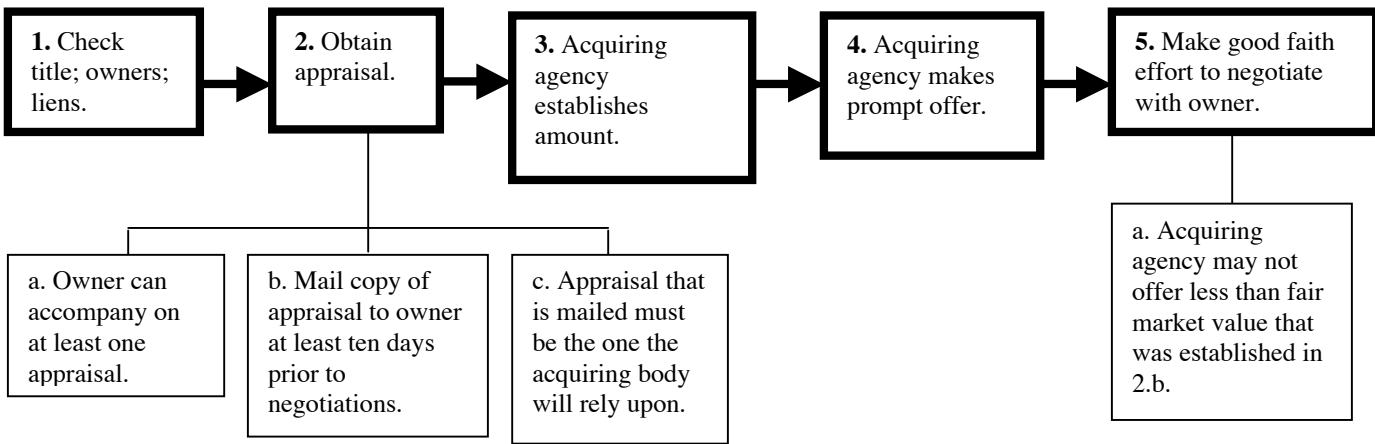 1. Check
title; owners;
liens.
2. Obtain
appraisal.
3. Acquiring
agency
establishes
amount.
4. Acquiring
agency makes
prompt offer.
5. Make good faith
effort to negotiate
with owner.
a. Owner can
accompany on
at least one
appraisal.
b. Mail copy of
appraisal to owner
at least ten days
prior to
negotiations.
c. Appraisal that
is mailed must
be the one the
acquiring body
will rely upon.
a. Acquiring
agency may not
offer less than fair
market value that
was established in
2.b.